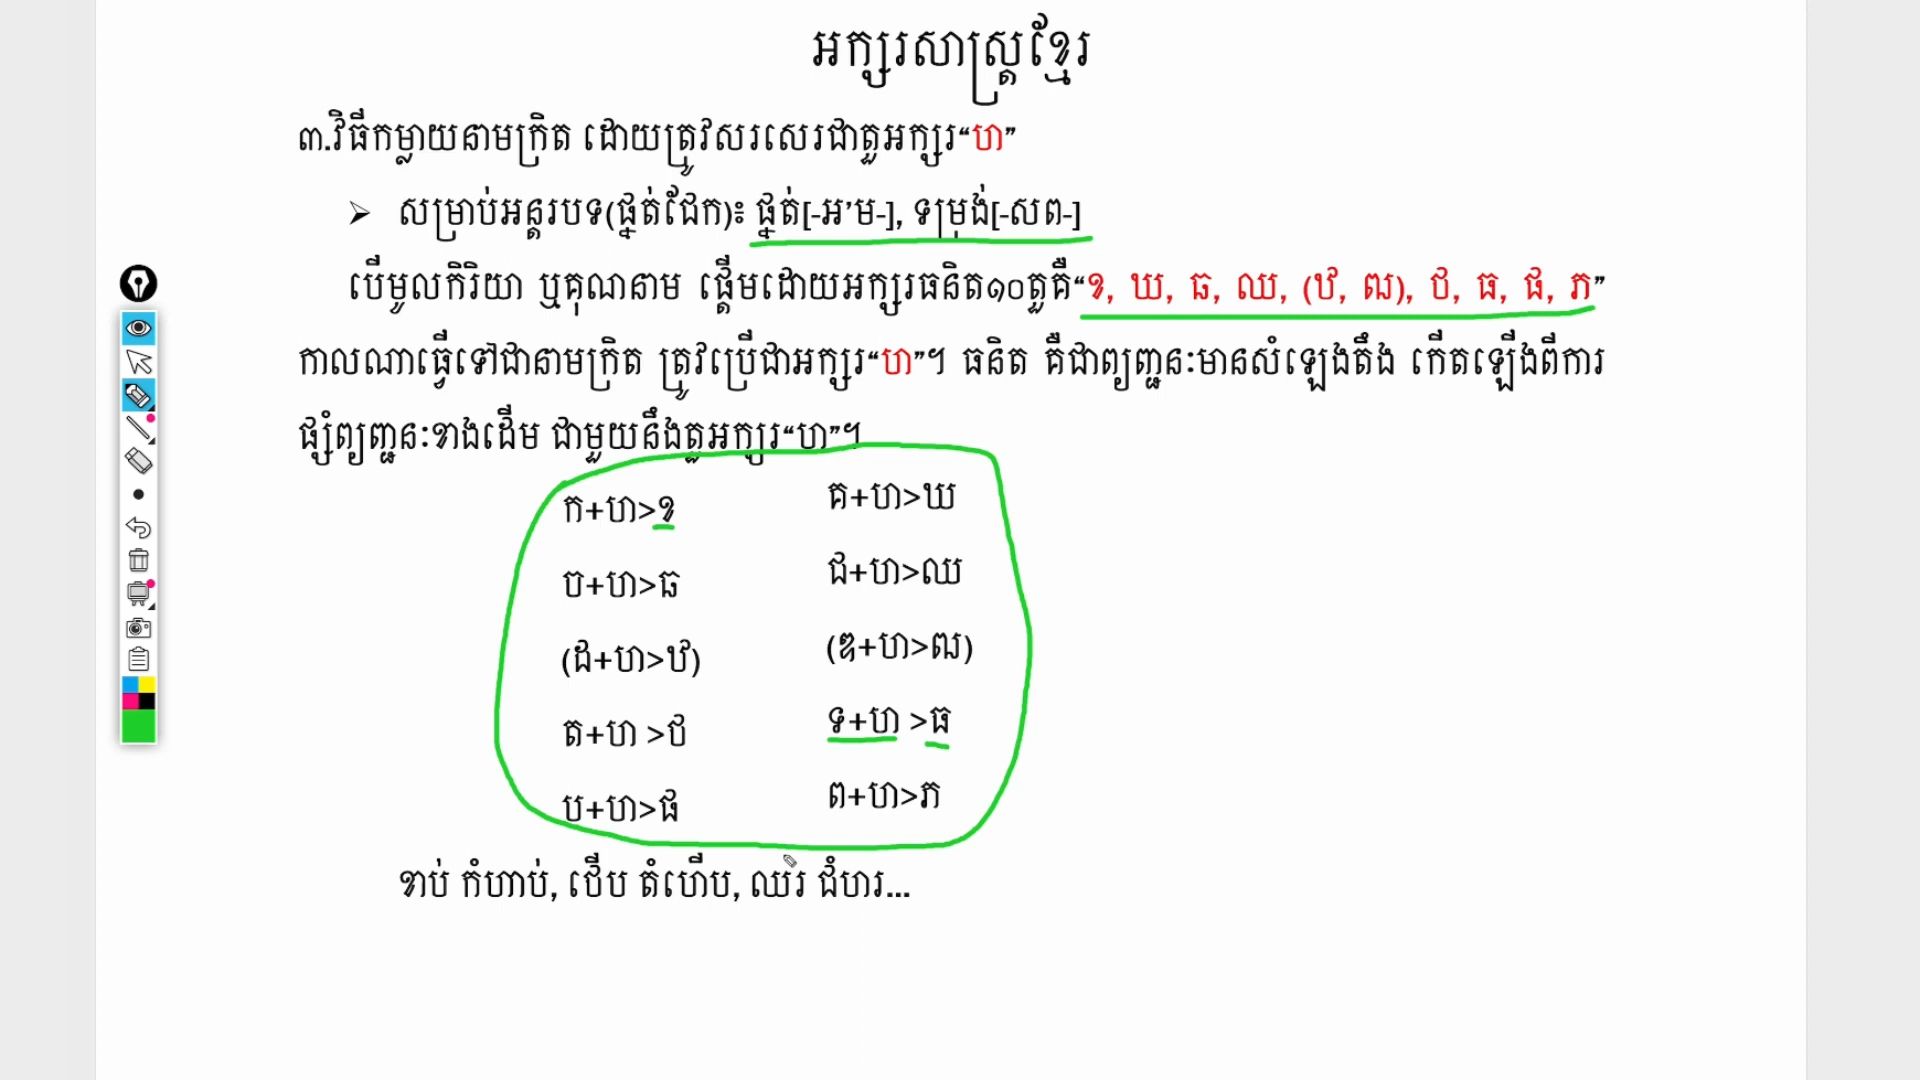 អក្សរសាស្ត្រខ្មែរ
៣.វិធីកម្លាយនាមក្រិត ដោយត្រូវសរសេរជាតួអក្សរ“ហ”
➢ សម្រាប់អន្តរបទ(ផ្នត់ជែក)៖ ផ្នត់[-អ’ម-], ទម្រង់[-សព-]
បើមូលកិរិយា ឬគុណនាម ផ្ដើមដោយអក្សរធនិត១០តួគឺ“ខ, ឃ, ឆ, ឈ, (ឋ, ឍ), ថ, ធ, ផ, ភ”
កាលណាធ្វើទៅជានាមក្រិត ត្រូវប្រើជាអក្សរ“ហ”។ ធនិត គឺជាព្យញ្ជនៈមានសំឡេងតឹង កើតឡើងពីការ
ផ្សំព្យញ្ជនៈខាងដើម ជាមួយនឹងតួអក្សរ“ហ”។
ក+ហ>ខ គ+ហ>ឃ
ប+ហ>ឆ ជ+ហ>ឈ
(ដ+ហ>ឋ) (ឌ+ហ>ឍ)
ត+ហ >ថ ទ+ហ >ធ
ប+ហ>ផ ព+ហ>ភ
ខាប់ កំហាប់, ថើប តំហើប, ឈរ ជំហរ...